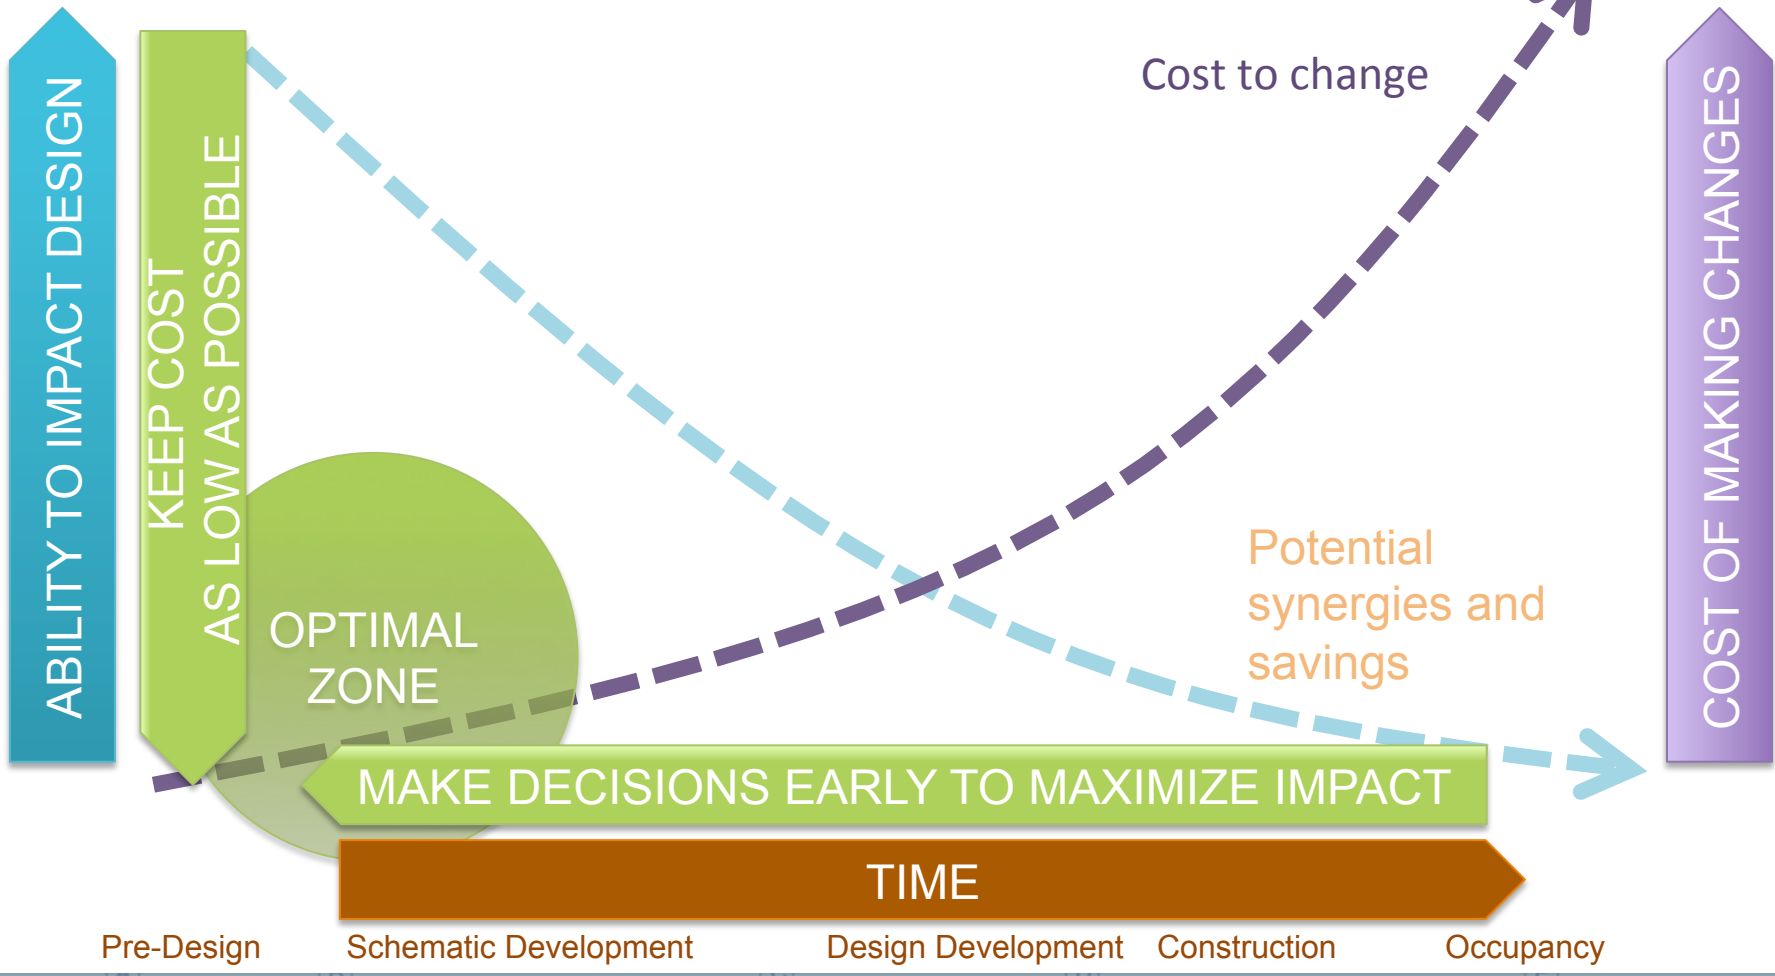 ABILITY TO IMPACT DESIGN
KEEP COST
AS LOW AS POSSIBLE
Cost to change
COST OF MAKING CHANGES
Potential
synergies and
savings
OPTIMAL
ZONE
MAKE DECISIONS EARLY TO MAXIMIZE IMPACT
TIME
Pre-Design
Schematic Development
Design Development
Construction
Occupancy